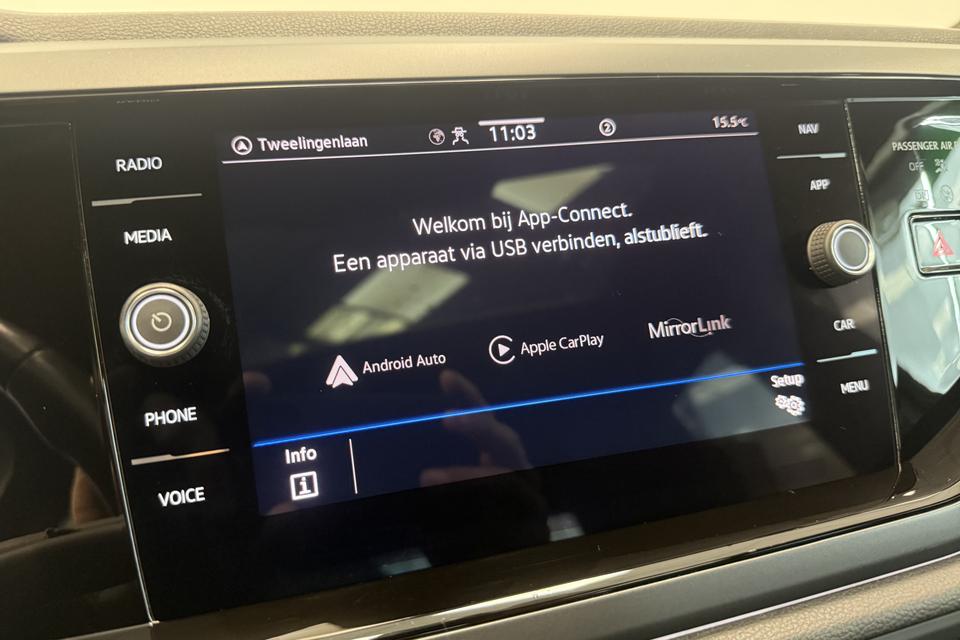 Tweelingenlaan
11:03
2
15.5°C
RADIO
MEDIA
PHONE
VOICE
Welkom bij App-Connect.
Een apparaat via USB verbinden, alstublieft.
Android Auto
Apple CarPlay
MirrorLink
Setup
Info
i
NAV
APP
CAR
MENU
PASSENGER AIR
OFF